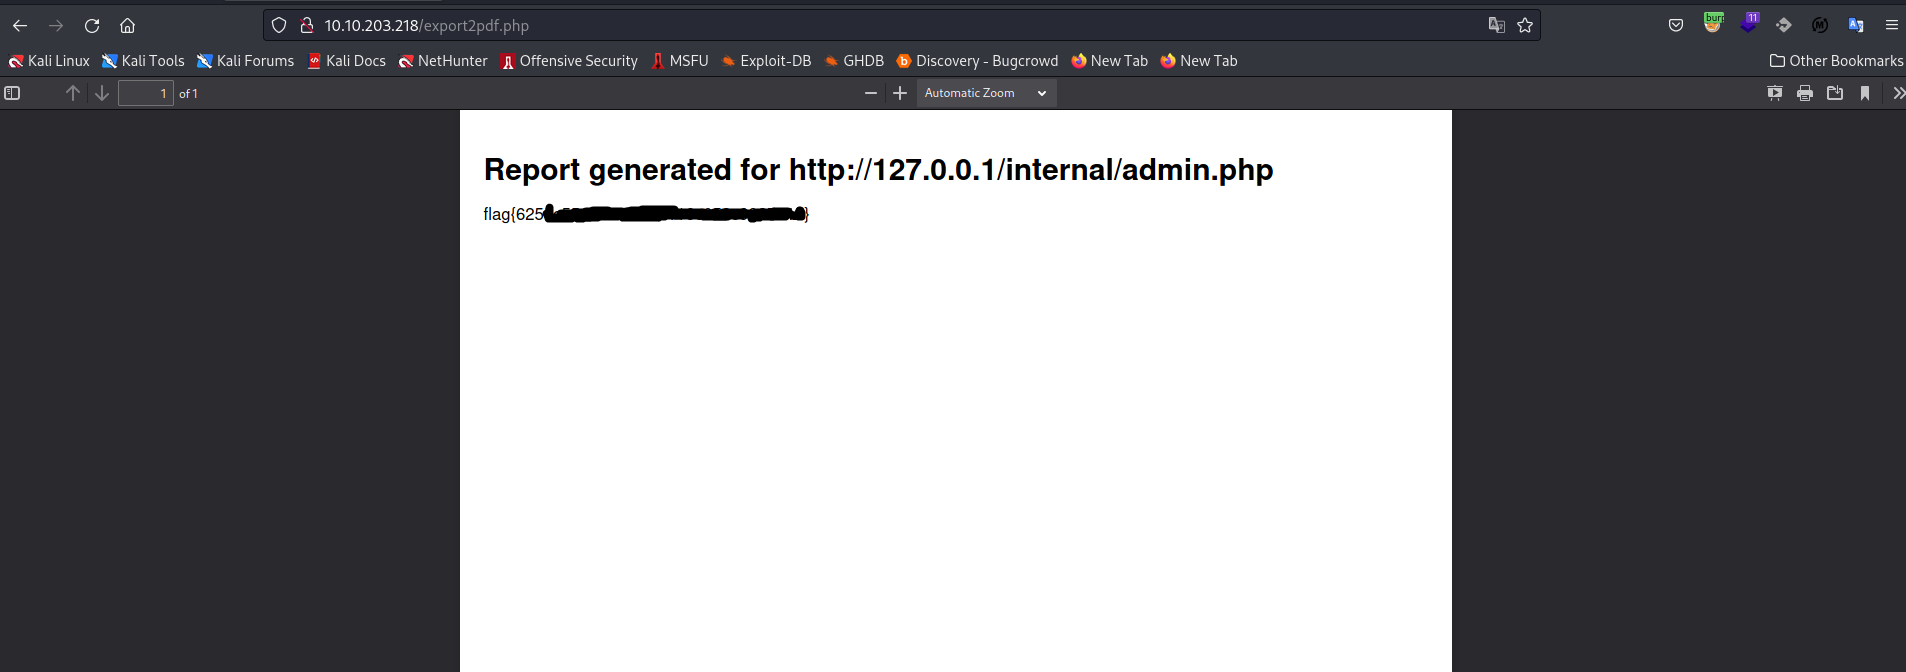 10.10.203.218/export2pdf.php
burp
11
Kali Linux Kali Tools Kali Forums Kali Docs NetHunter Offensive Security MSFU Exploit-DB GHDB Discovery - Bugcrowd New Tab New Tab Other Bookmarks
1 of 1 Automatic Zoom
Report generated for http://127.0.0.1/internal/admin.php
flag{625 }